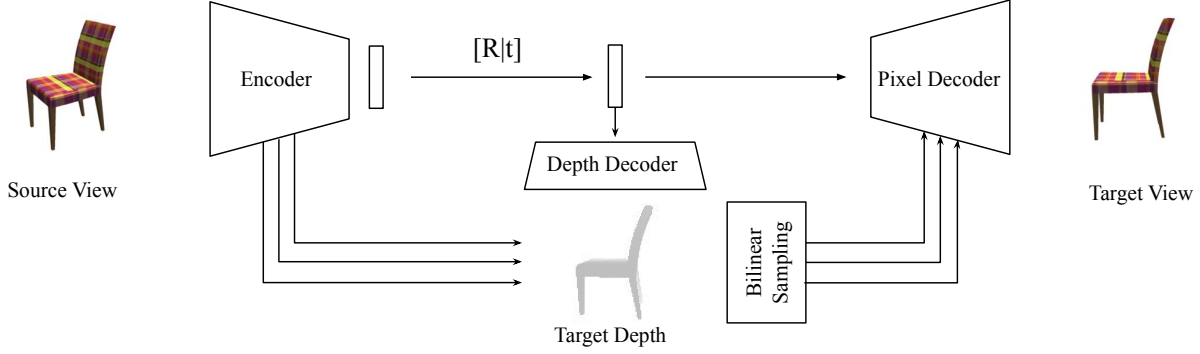 [R|t]
Encoder
Pixel Decoder
Depth Decoder
Source View
Target View
Bilinear
Sampling
Target Depth